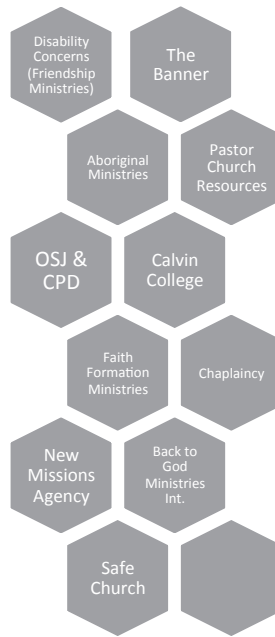 Disability
Concerns
(Friendship
Ministries)
The
Banner
Aboriginal
Ministries
Pastor
Church
Resources
OSJ &
CPD
Calvin
College
Faith
Formation
Ministries
Chaplaincy
New
Missions
Agency
Back to
God
Ministries
Int.
Safe
Church